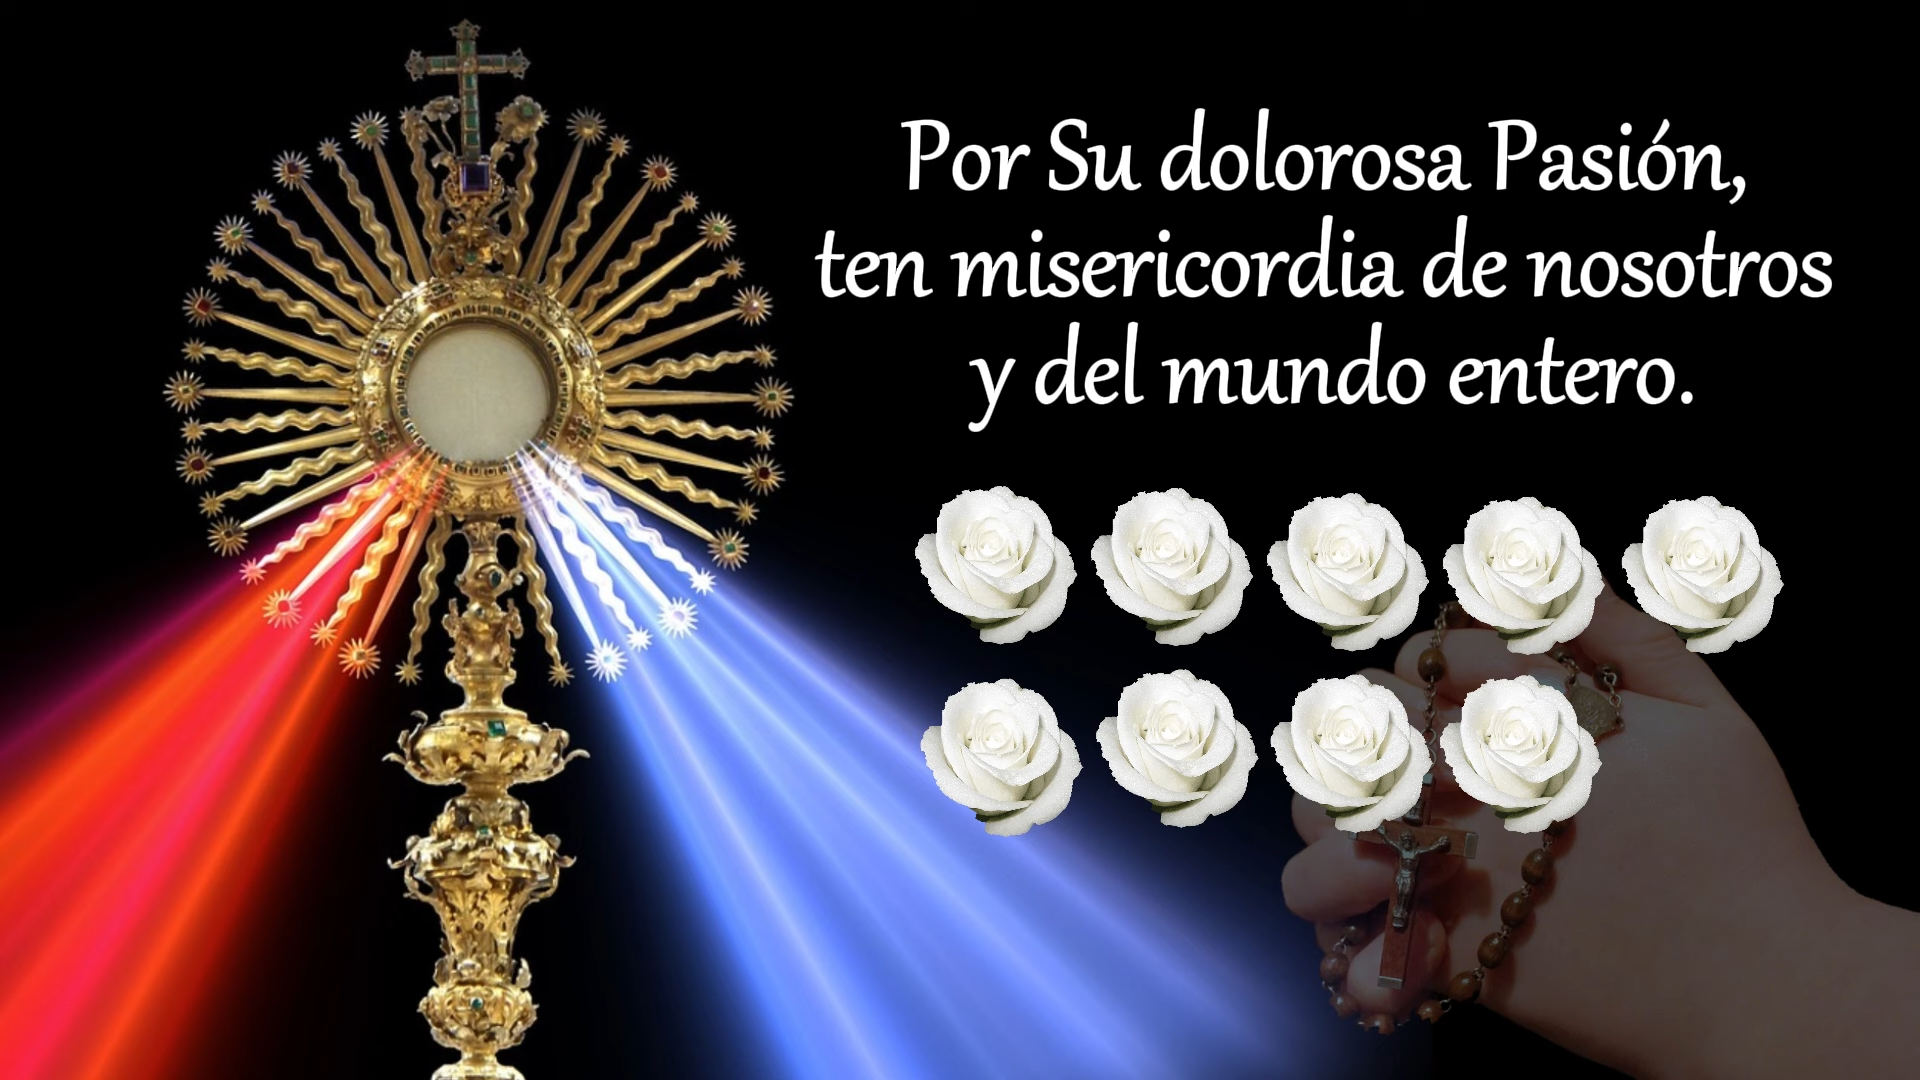 Por Su dolorosa Pasión,
ten misericordia de nosotros
y del mundo entero.